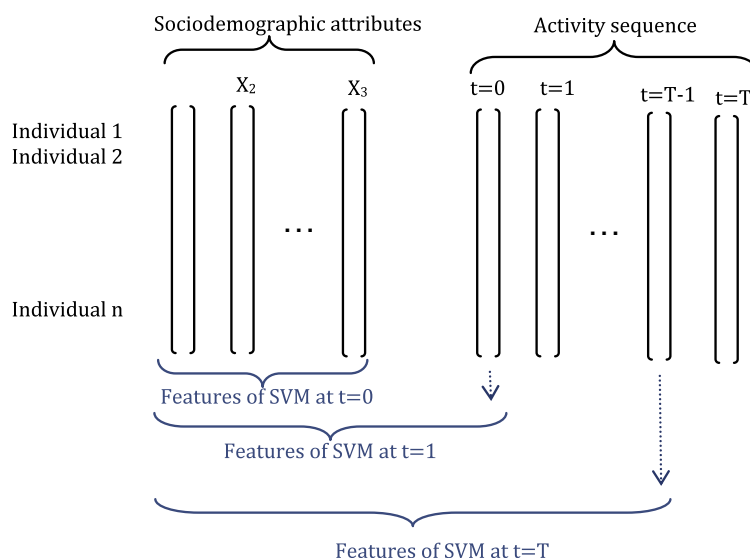 Sociodemographic attributes
Activity sequence
X2
X3
t=0
t=1
t=T-1
t=T
Individual 1
Individual 2
...
...
Individual n
Features of SVM at t=0
Features of SVM at t=1
Features of SVM at t=T